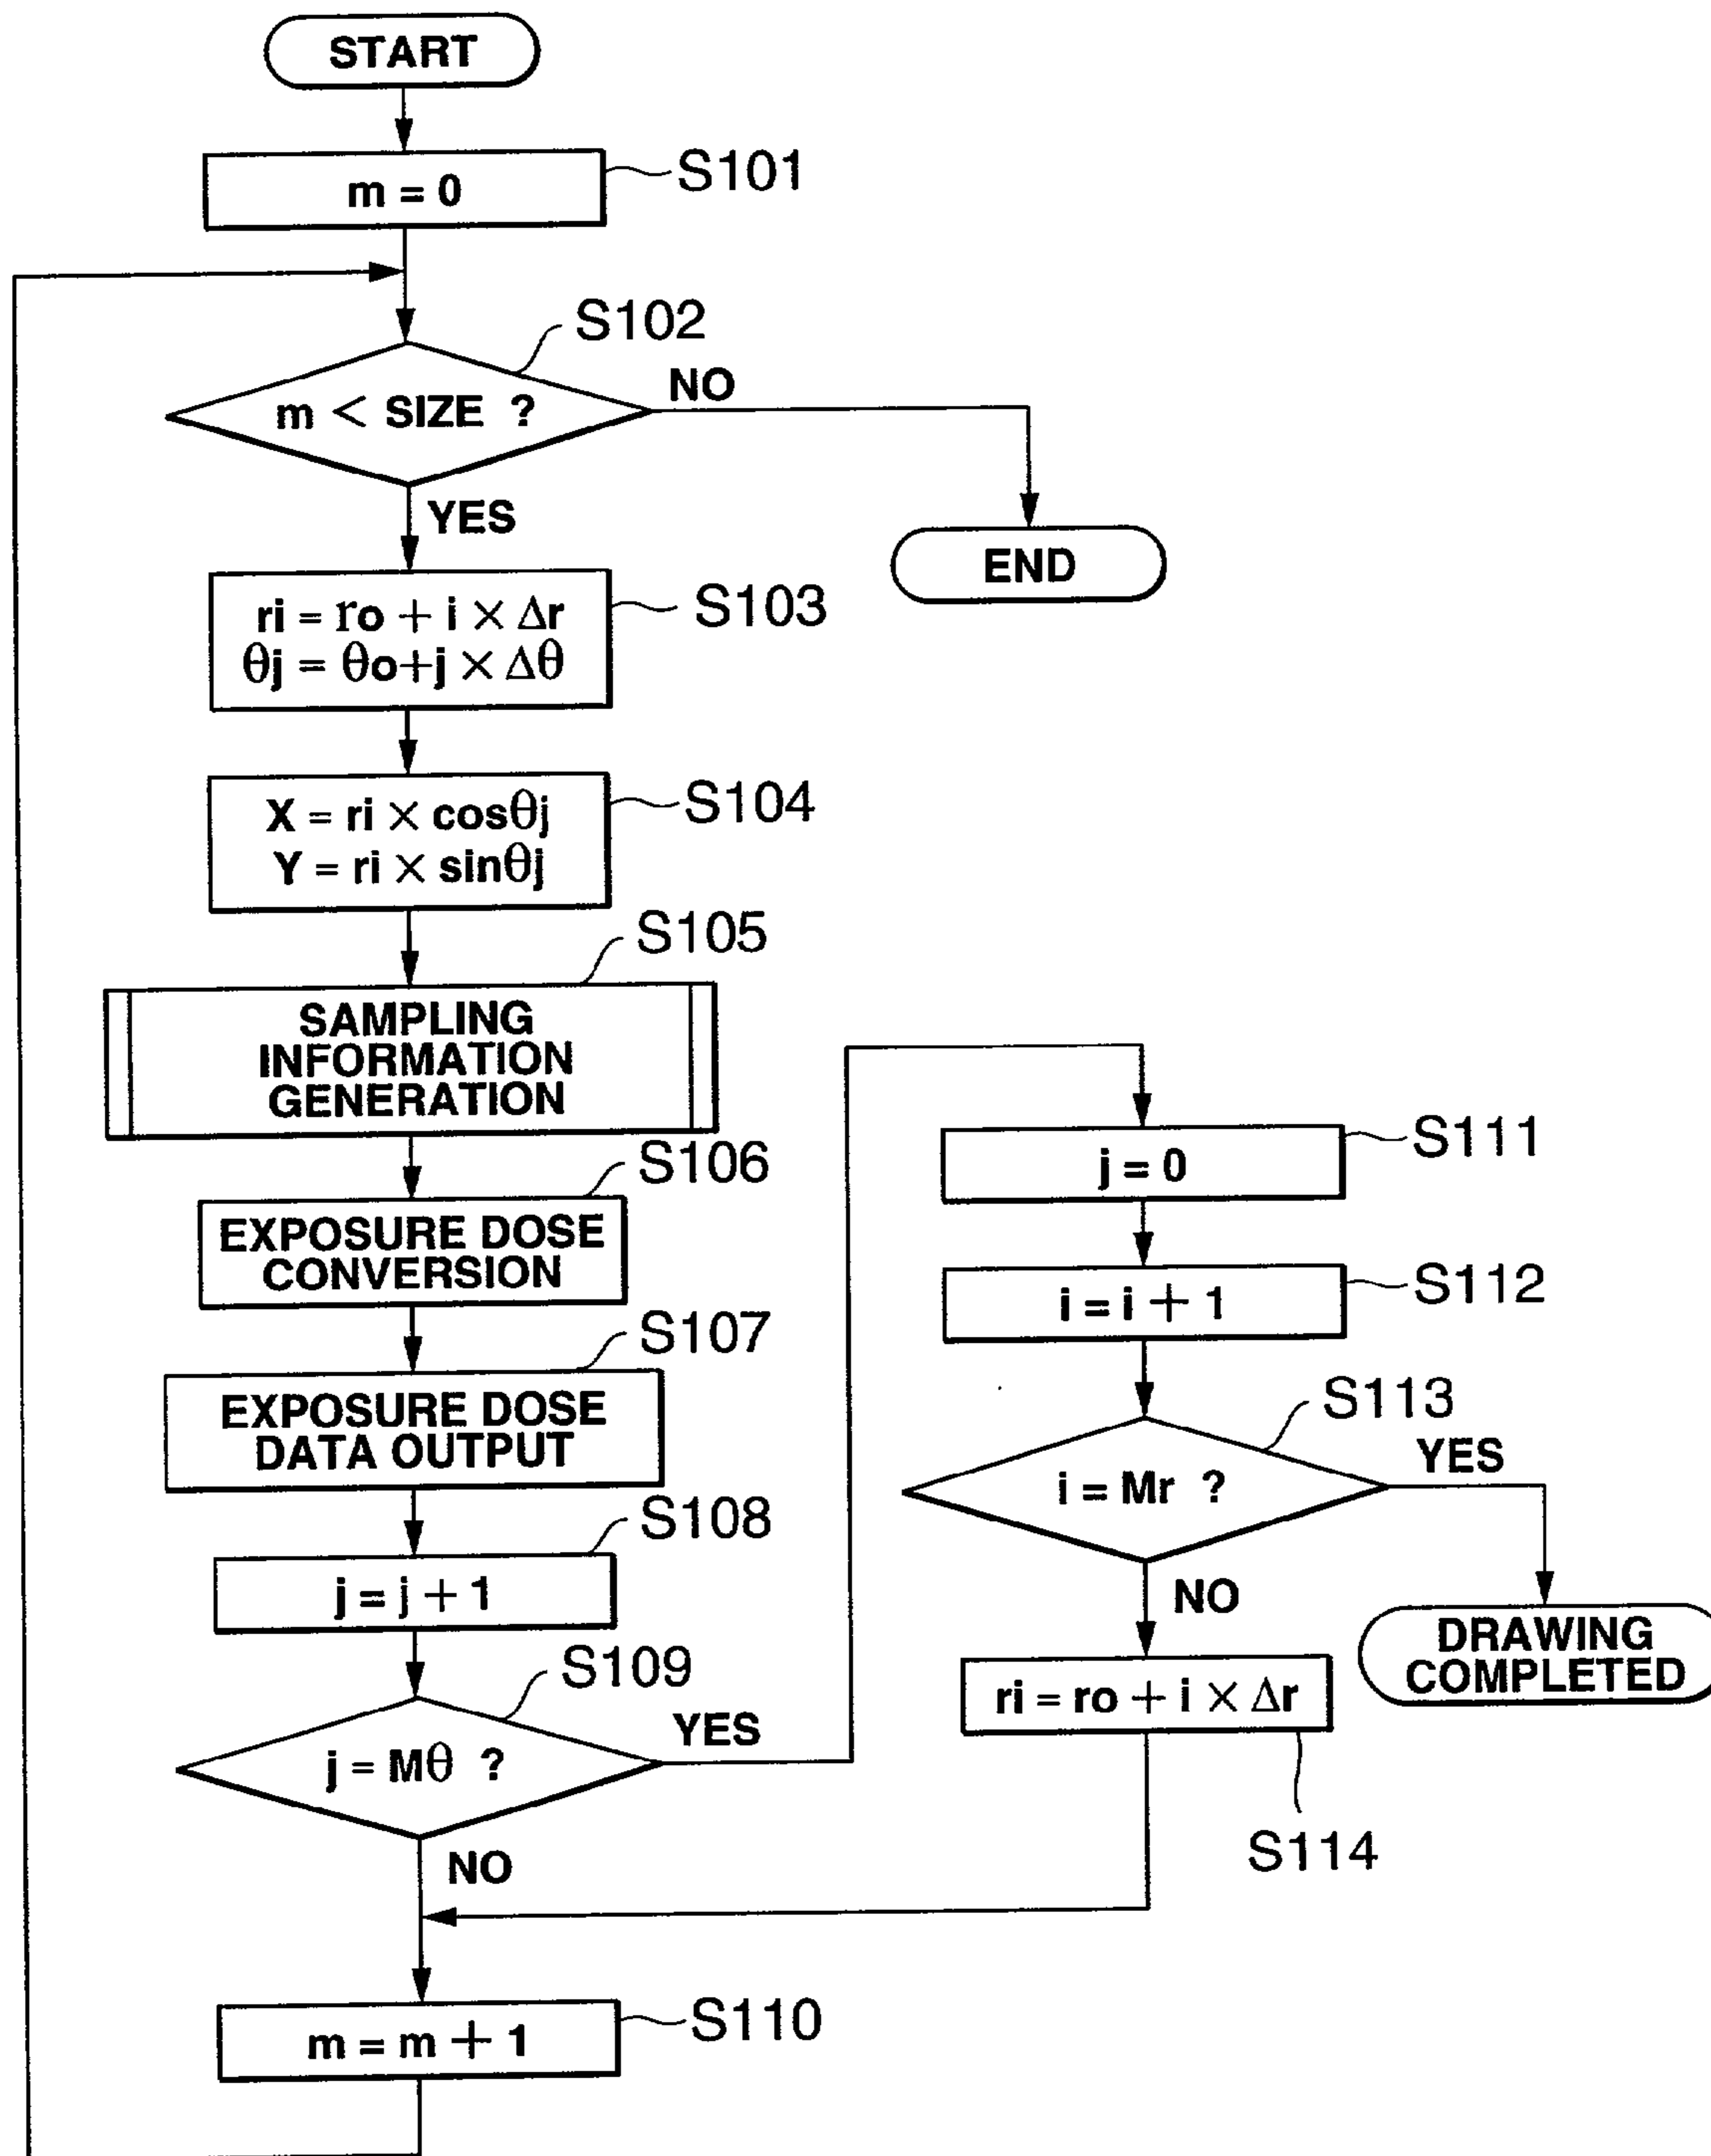 START
m = 0
S101
S102
m < SIZE ?
NO
YES
END
ri = ro + i × Δr
θj = θo+j × Δθ
S103
X = ri × cosθj
Y = ri × sinθj
S104
S105
SAMPLING
INFORMATION
GENERATION
S106
EXPOSURE DOSE
CONVERSION
S107
EXPOSURE DOSE
DATA OUTPUT
S108
j = j + 1
S109
j = Mθ ?
YES
NO
S111
j = 0
S112
i = i + 1
S113
i = Mr ?
YES
NO
DRAWING
COMPLETED
ri = ro + i × Δr
S114
S110
m = m + 1